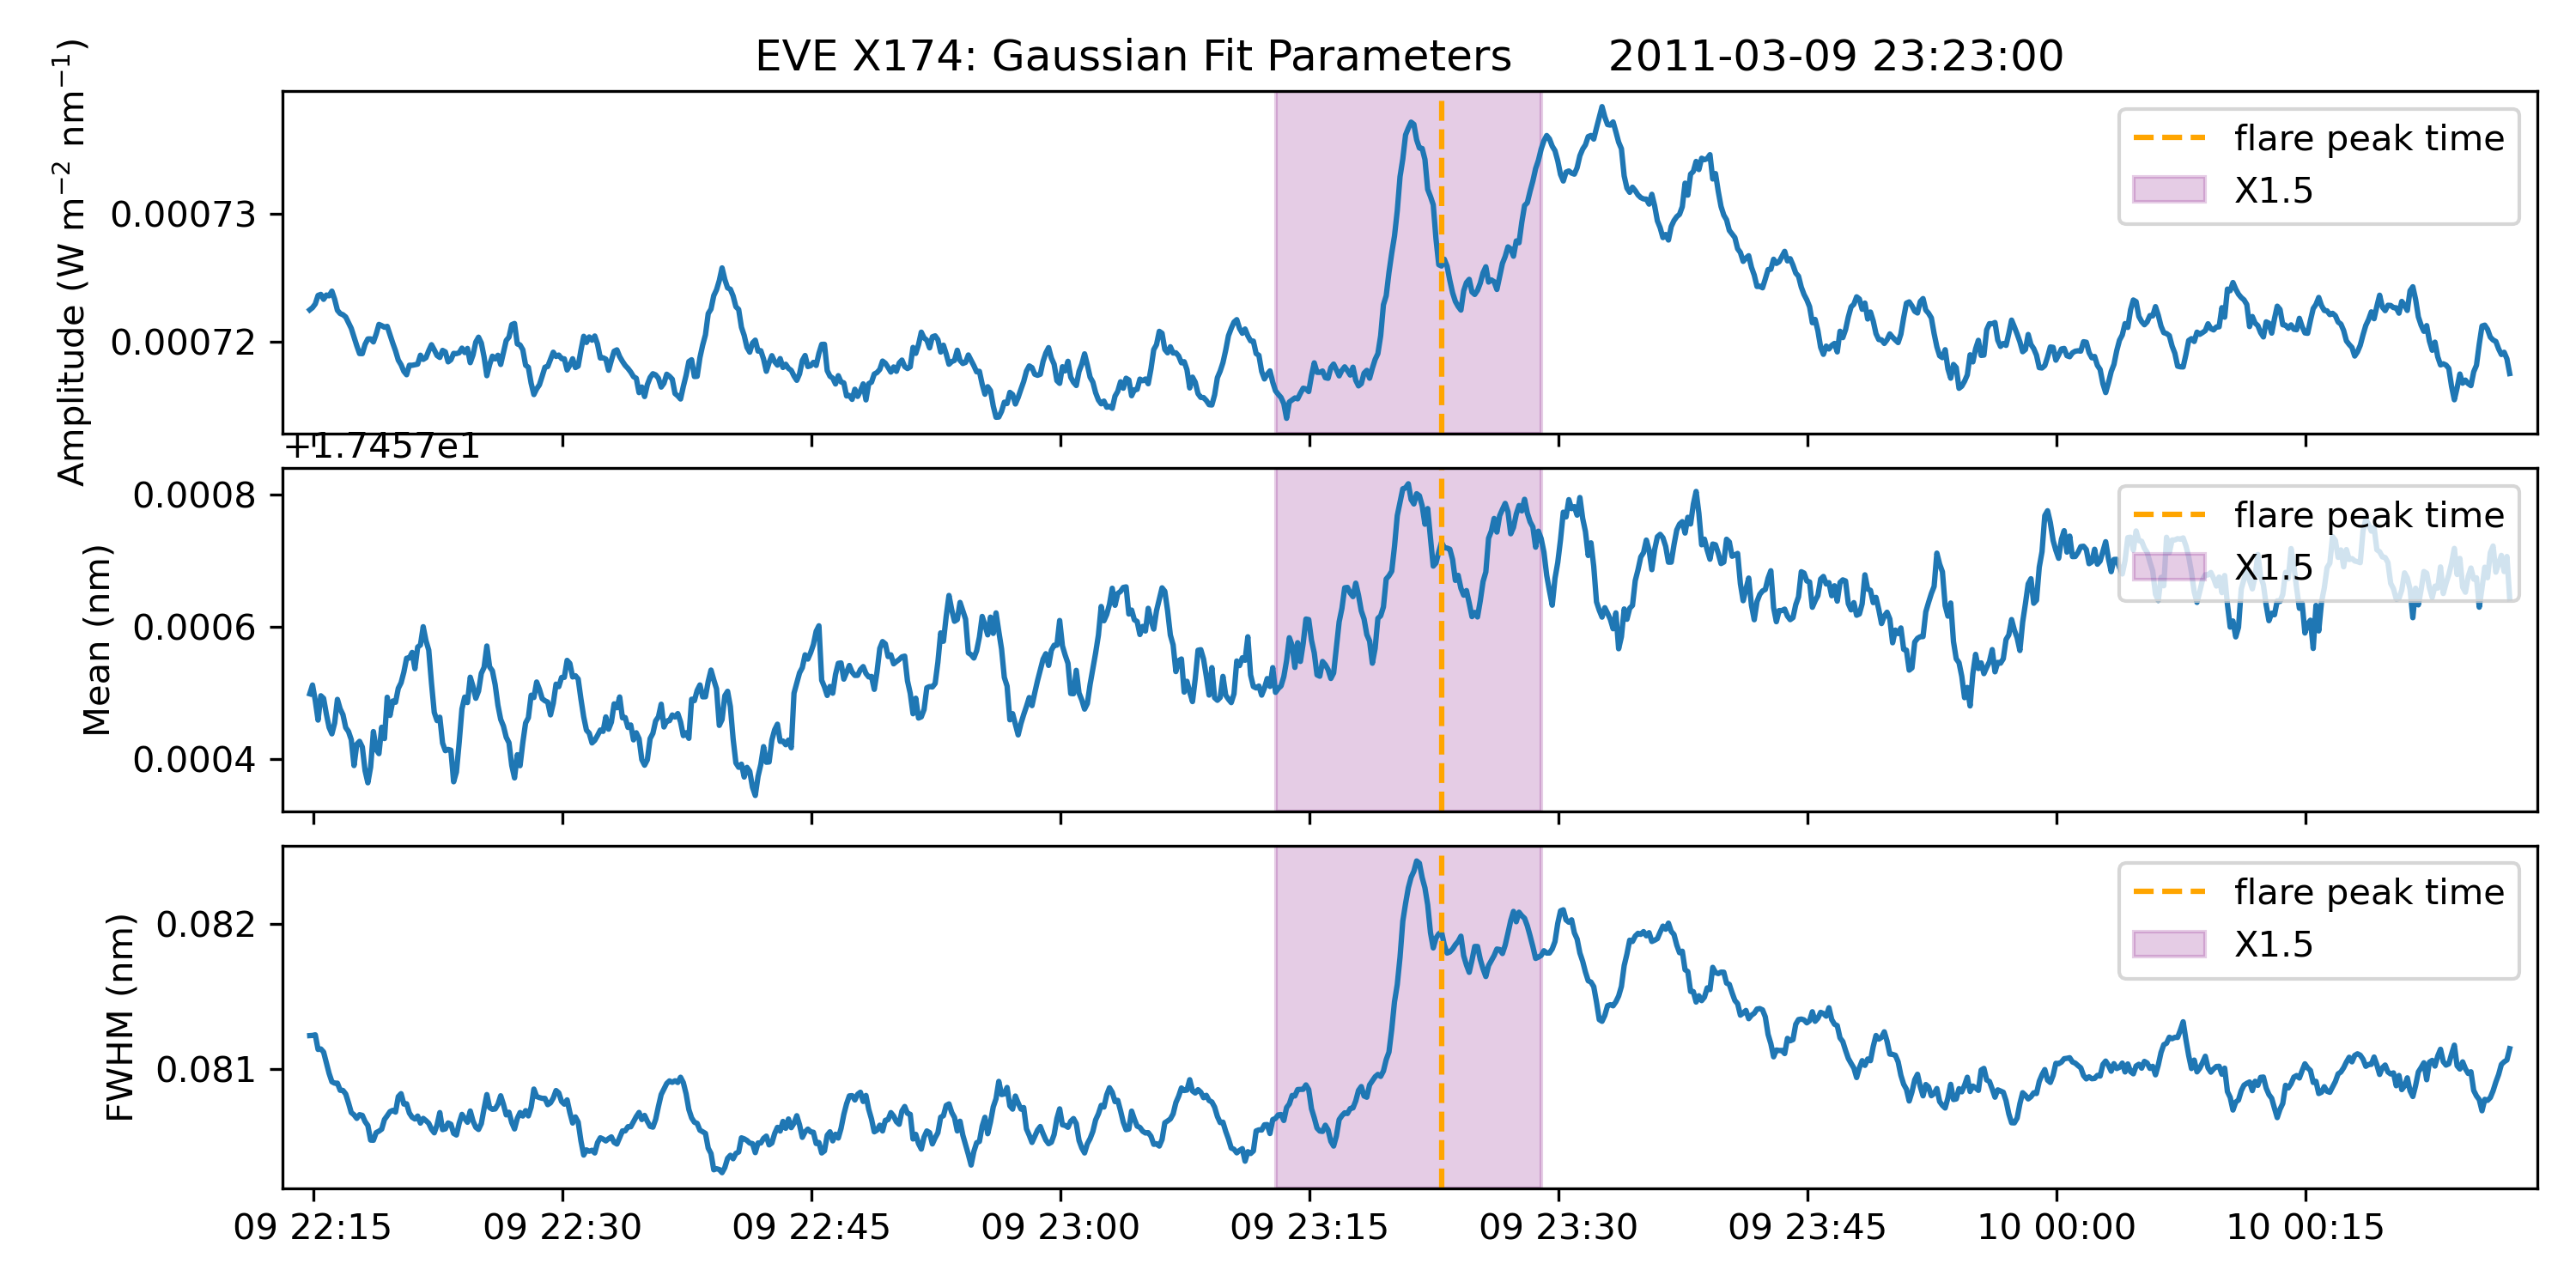 EVE X174: Gaussian Fit Parameters 2011-03-09 23:23:00
Amplitude (W m⁻² nm⁻¹)
0.00073
0.00072
flare peak time
X1.5
+1.7457e1
Mean (nm)
0.0008
0.0006
0.0004
flare peak time
X1.5
FWHM (nm)
0.082
0.081
flare peak time
X1.5
09 22:15 09 22:30 09 22:45 09 23:00 09 23:15 09 23:30 09 23:45 10 00:00 10 00:15